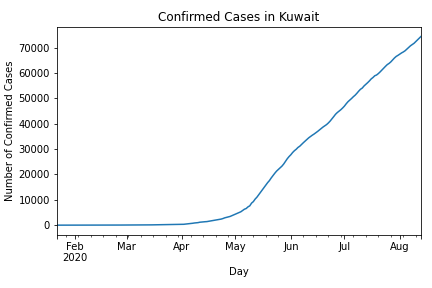 Confirmed Cases in Kuwait
Number of Confirmed Cases
70000
60000
50000
40000
30000
20000
10000
0
Feb Mar Apr May Jun Jul Aug
2020
Day